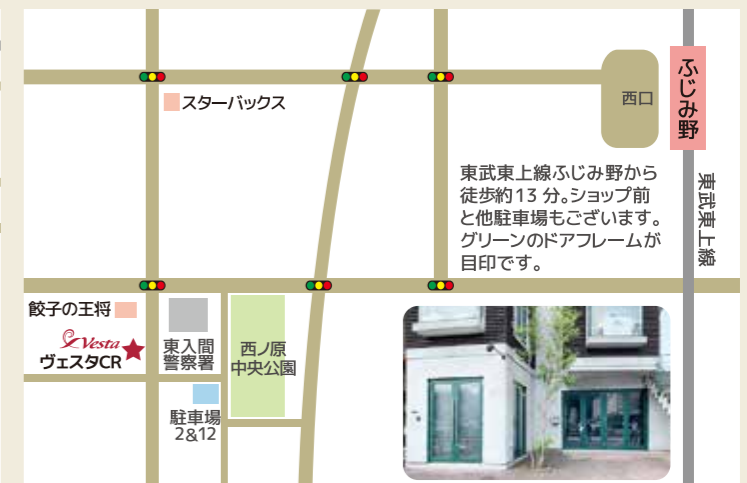 ふじみ野
西口
スターバックス
東武東上線ふじみ野から
徒歩約13 分。ショップ前
と他駐車場もございます。
グリーンのドアフレームが
目印です。
東武東上線
餃子の王将
Vesta
ヴェスタCR
東入間
警察署
西ノ原
中央公園
駐車場
2&12